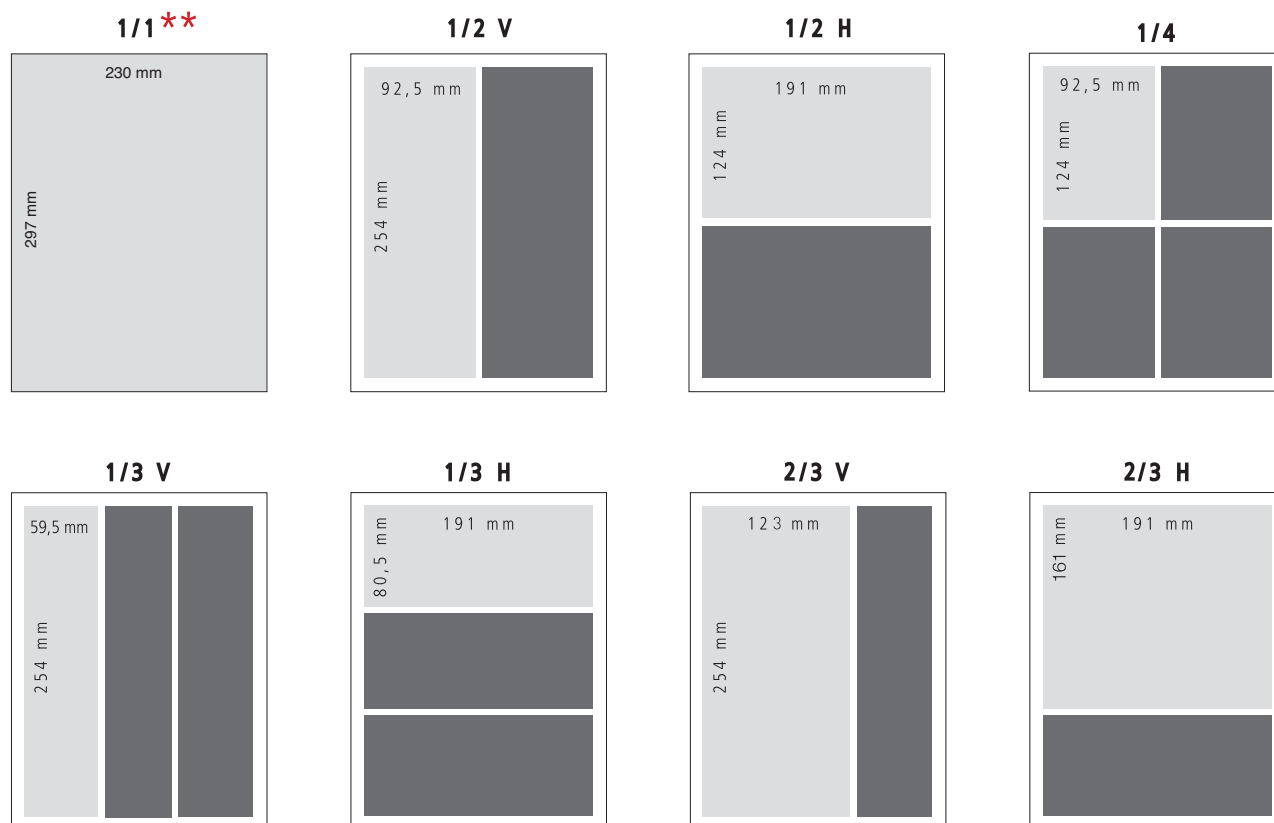 1/1**
230 mm
297 mm
1/2 V
92,5 mm
254 mm
1/2 H
191 mm
124 mm
1/4
92,5 mm
124 mm
1/3 V
59,5 mm
254 mm
1/3 H
191 mm
80,5 mm
2/3 V
123 mm
254 mm
2/3 H
191 mm
161 mm